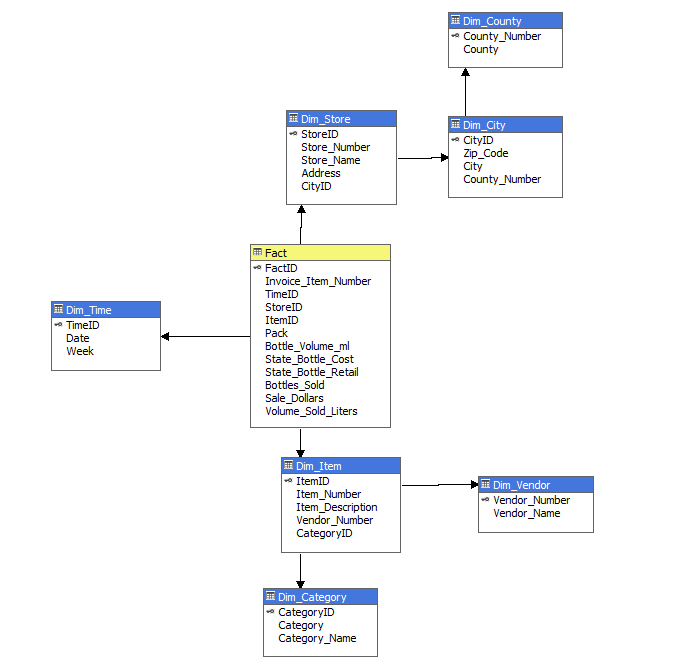 Dim_County
County_Number
County
Dim_Store
StoreID
Store_Number
Store_Name
Address
CityID
Dim_City
CityID
Zip_Code
City
County_Number
Fact
FactID
Invoice_Item_Number
TimeID
StoreID
ItemID
Pack
Bottle_Volume_ml
State_Bottle_Cost
State_Bottle_Retail
Bottles_Sold
Sale_Dollars
Volume_Sold_Liters
Dim_Time
TimeID
Date
Week
Dim_Item
ItemID
Item_Number
Item_Description
Vendor_Number
CategoryID
Dim_Vendor
Vendor_Number
Vendor_Name
Dim_Category
CategoryID
Category
Category_Name